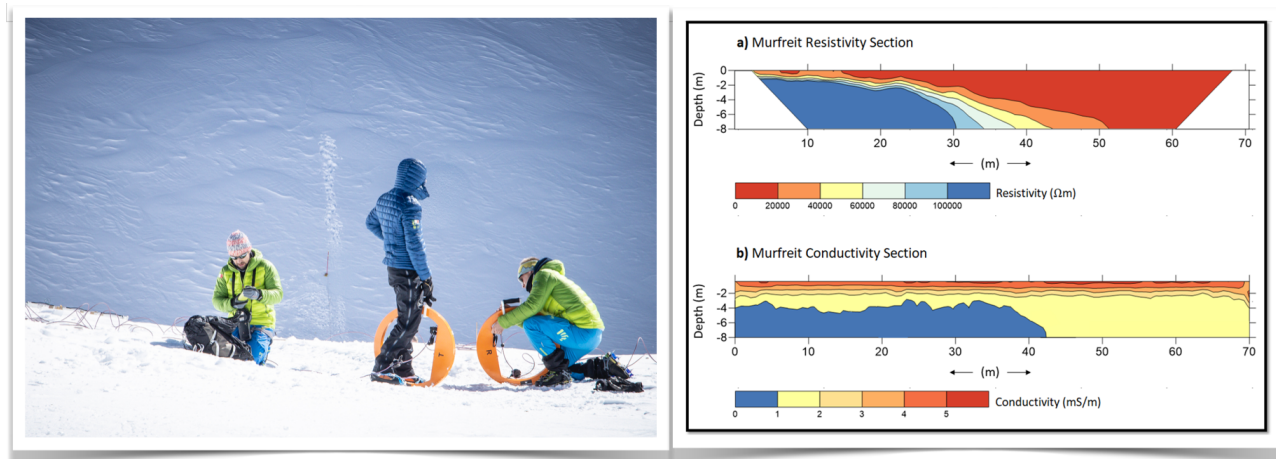 T
R
a) Murfreit Resistivity Section
0
-2
-4
-6
-8
Depth (m)
10 20 30 40 50 60 70
(m)
0 20000 40000 60000 80000 100000
Resistivity (Ωm)
b) Murfreit Conductivity Section
-2
-4
-6
-8
Depth (m)
0 10 20 30 40 50 60 70
(m)
0 1 2 3 4 5
Conductivity (mS/m)